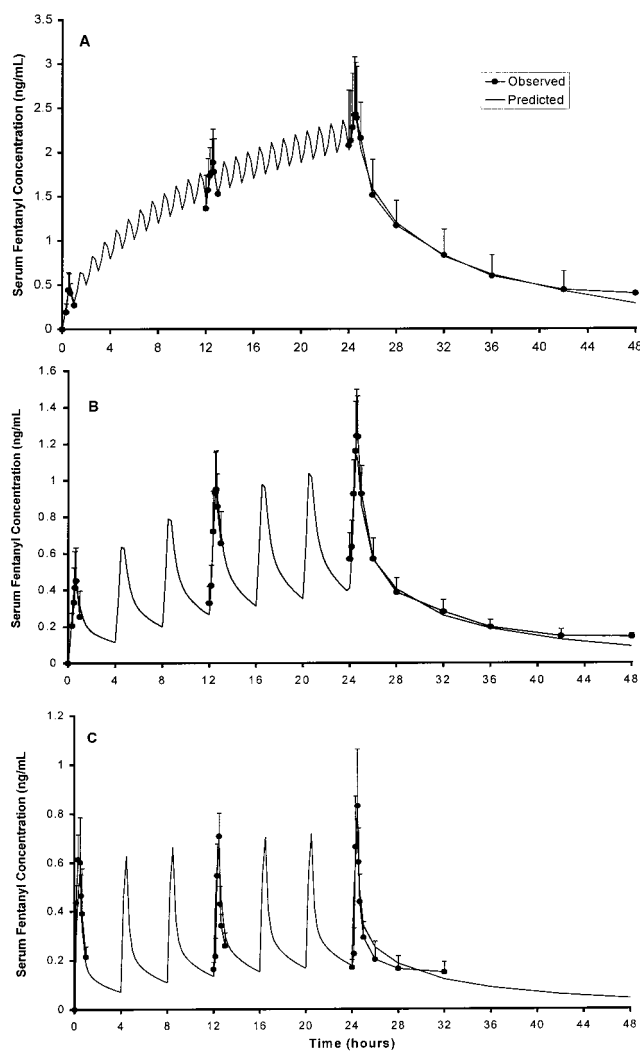 A
Serum Fentanyl Concentration (ng/mL)
3.5
3
2.5
2
1.5
1
0.5
0
Observed
Predicted
0 4 8 12 16 20 24 28 32 36 40 44 48
B
Serum Fentanyl Concentration (ng/mL
1.6
1.4
1.2
1
0.8
0.6
0.4
0.2
0
0 4 8 12 16 20 24 28 32 36 40 44 48
C
Serum Fentanyl Concentration (ng/mL
1.2
1
0.8
0.6
0.4
0.2
0
0 4 8 12 16 20 24 28 32 36 40 44 48
Time (hours)